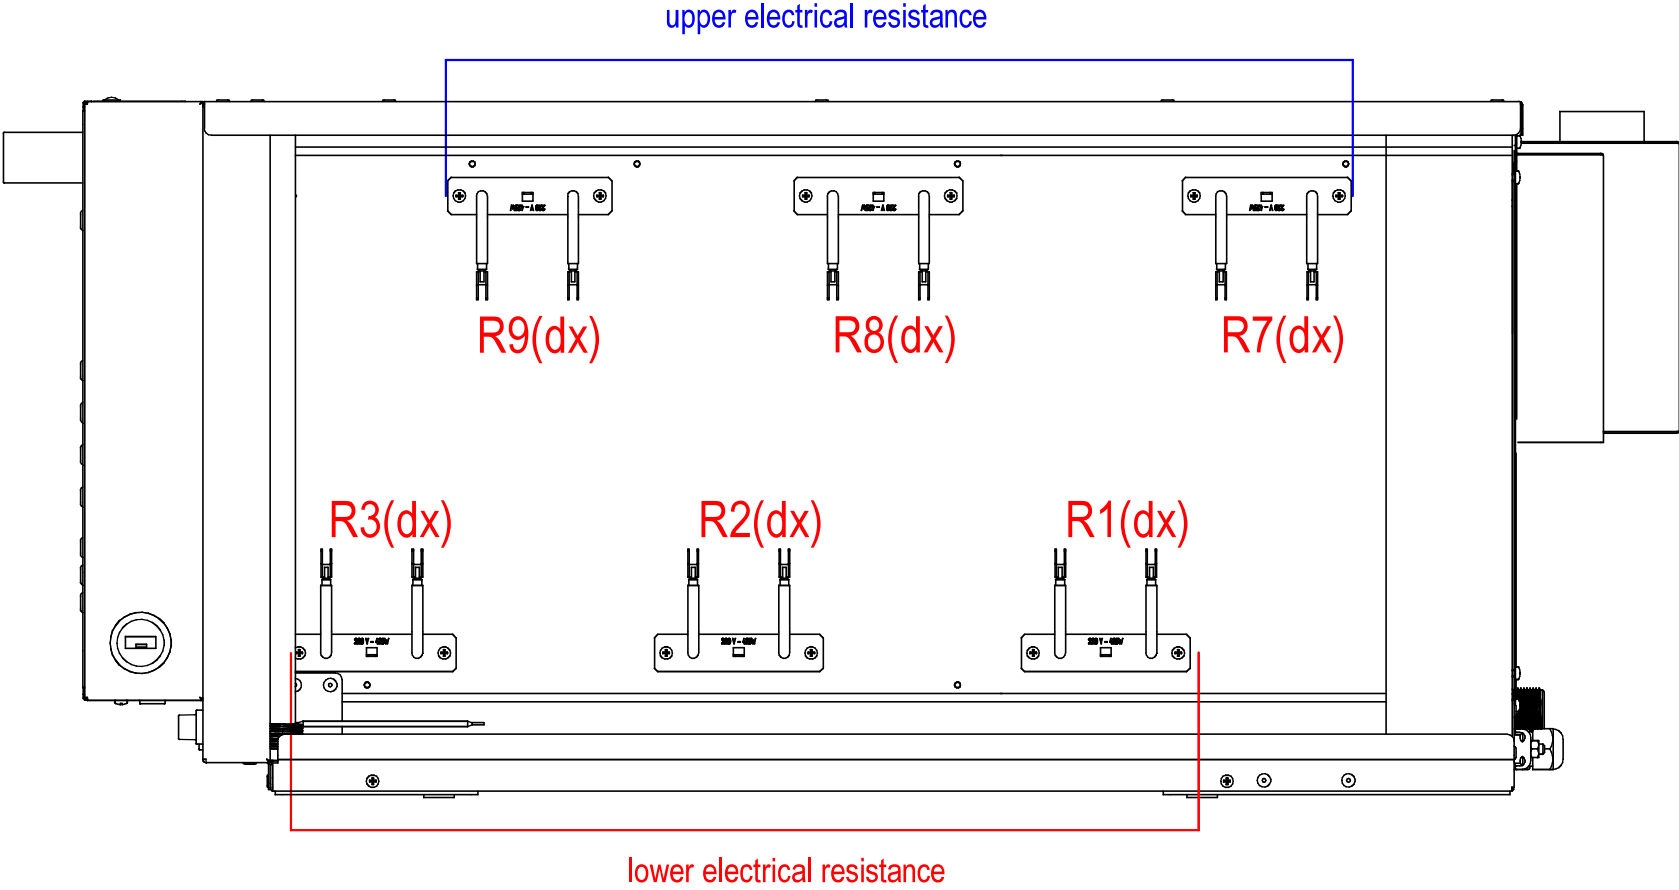 upper electrical resistance
R9(dx) R8(dx) R7(dx)
R3(dx) R2(dx) R1(dx)
lower electrical resistance